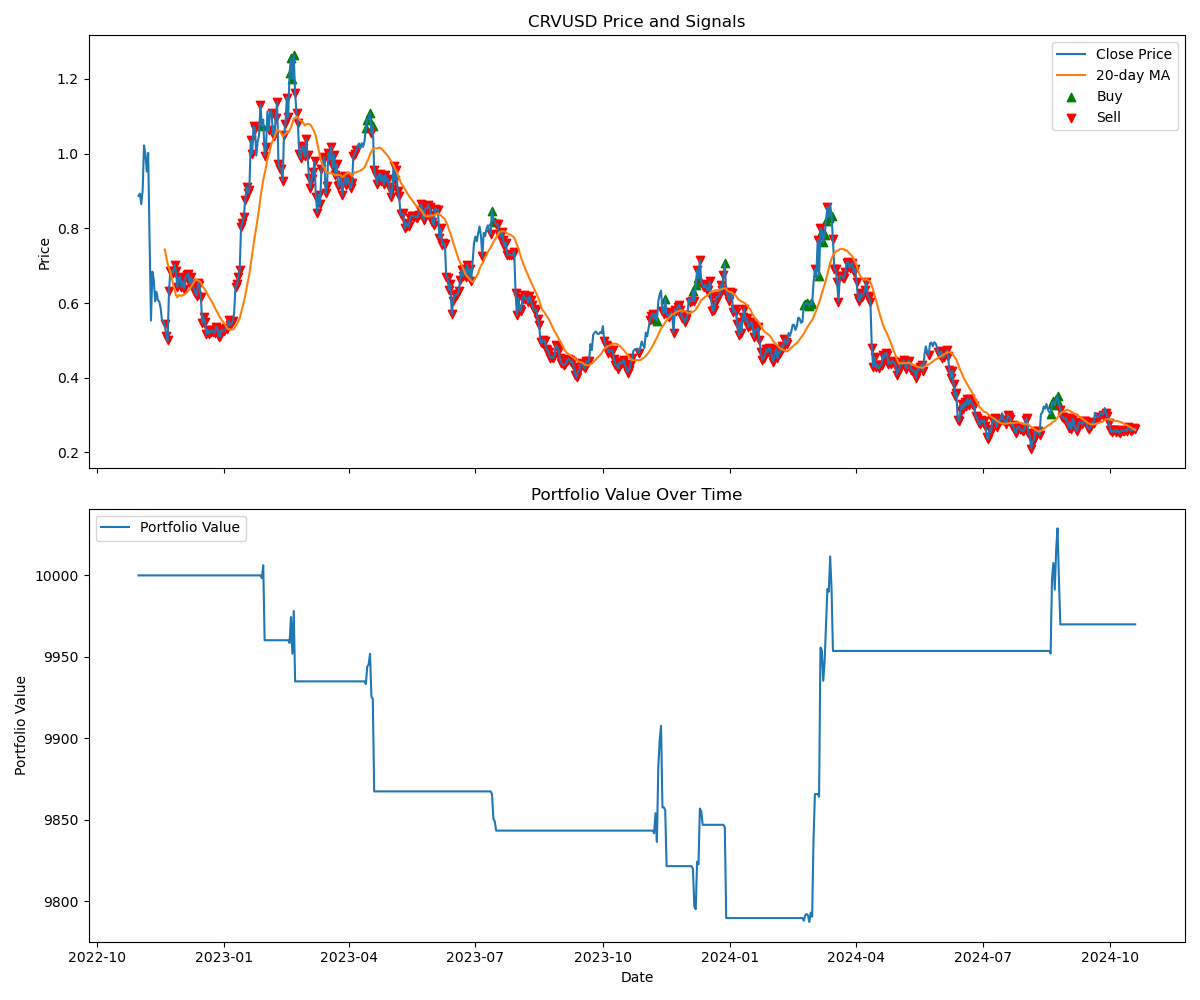 CRVUSD Price and Signals
Price
1.2
1.0
0.8
0.6
0.4
0.2
Close Price
20-day MA
Buy
Sell
Portfolio Value Over Time
Portfolio Value
Portfolio Value
10000
9950
9900
9850
9800
2022-10
2023-01
2023-04
2023-07
2023-10
2024-01
2024-04
2024-07
2024-10
Date